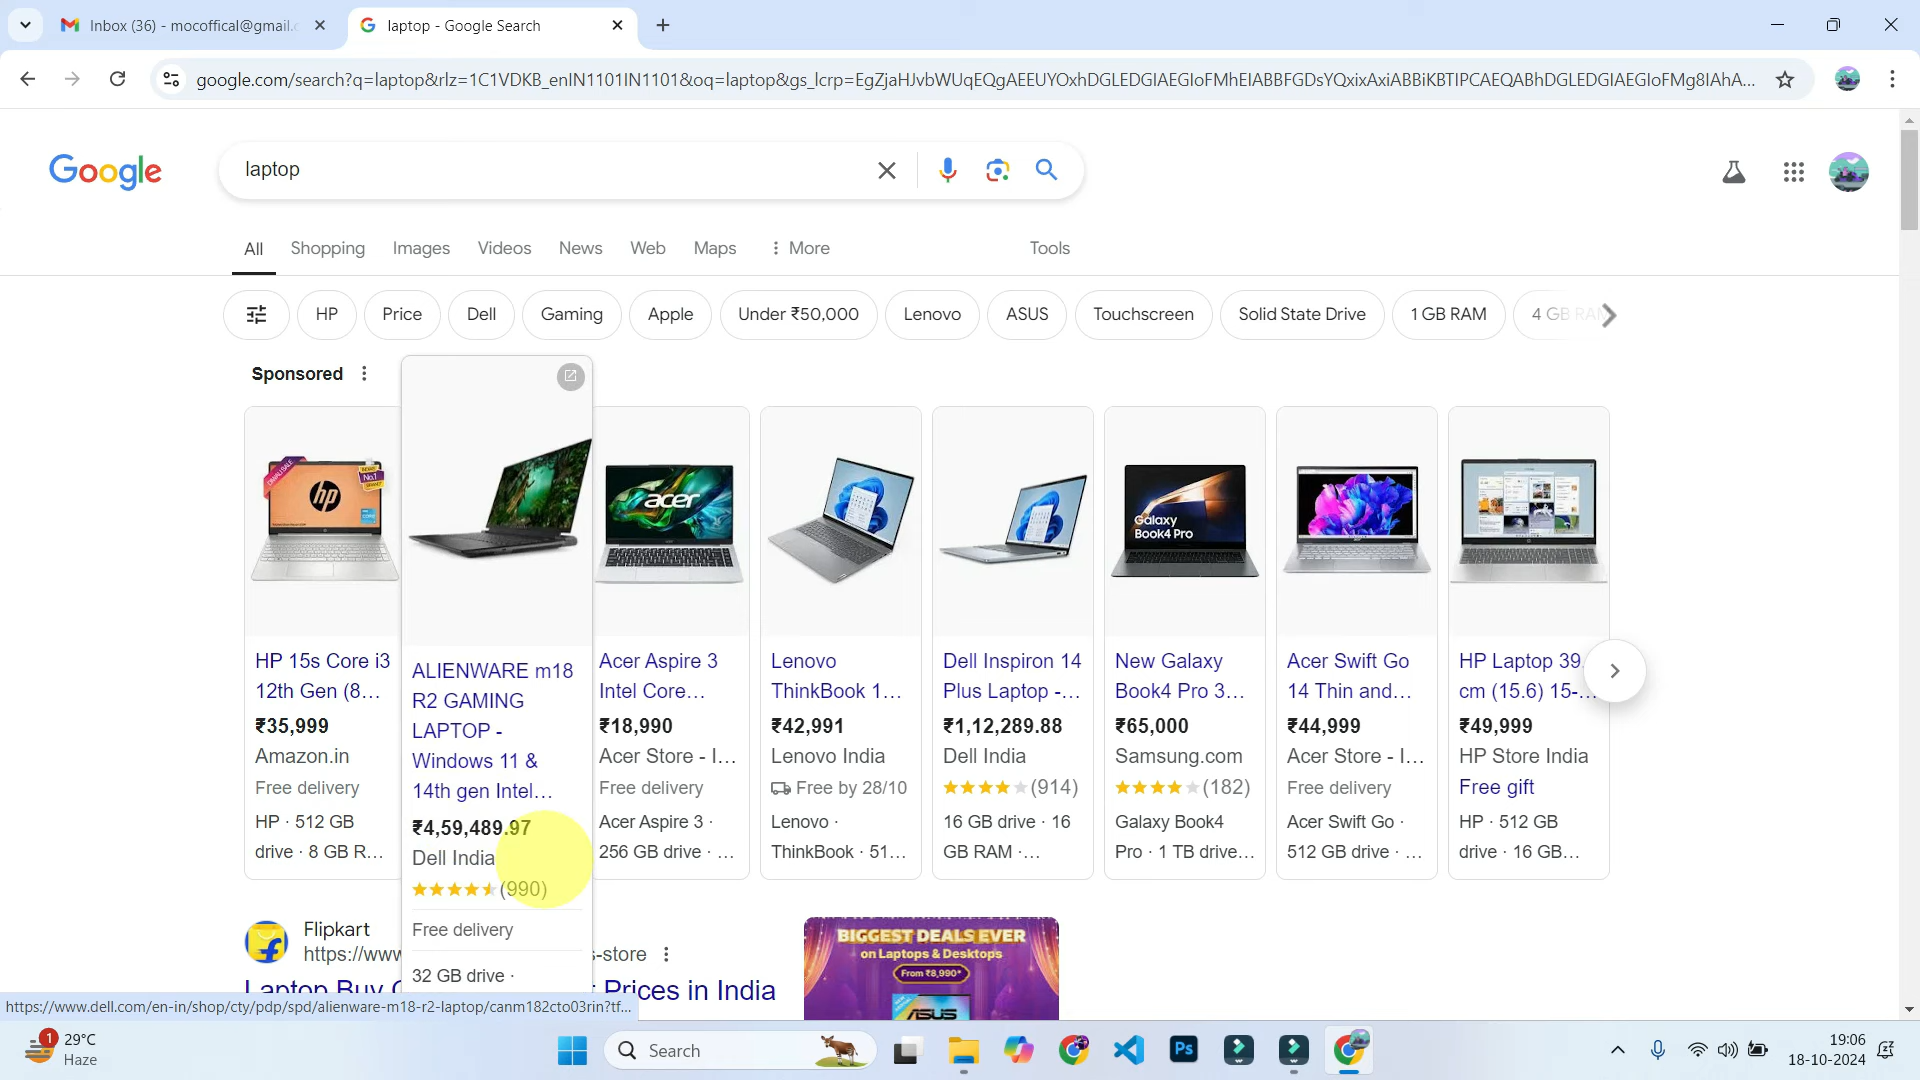 Inbox (36) - mocoffical@gmail.c
laptop - Google Search
google.com/search?q=laptop&rlz=1C1VDKB_enIN1101IN1101&oq=laptop&gs_lcrp=EgZjaHJvbWUqEQgAEEUYOxhDGLEDGIAEGIoFMhEIABBFGDsYQxixAxiABBiKBTIPCAEQABhDGLEDGIAEGIoFMg8IAhA...
Google
laptop
All
Shopping
Images
Videos
News
Web
Maps
More
Tools
HP
Price
Dell
Gaming
Apple
Under ₹50,000
Lenovo
ASUS
Touchscreen
Solid State Drive
1 GB RAM
4 GB RAM
Sponsored
HP 15s Core i3
12th Gen (8...
₹35,999
Amazon.in
Free delivery
HP · 512 GB
drive · 8 GB R...
ALIENWARE m18
R2 GAMING
LAPTOP -
Windows 11 &
14th gen Intel...
₹4,59,489.97
Dell India
(990)
Free delivery
32 GB drive ·
acer
Acer Aspire 3
Intel Core...
₹18,990
Acer Store - I...
Free delivery
Acer Aspire 3 ·
256 GB drive · ...
Lenovo
ThinkBook 1...
₹42,991
Lenovo India
Free by 28/10
Lenovo ·
ThinkBook · 51...
Dell Inspiron 14
Plus Laptop -...
₹1,12,289.88
Dell India
(914)
16 GB drive · 16
GB RAM ·...
Galaxy
Book4 Pro
New Galaxy
Book4 Pro 3...
₹65,000
Samsung.com
(182)
Galaxy Book4
Pro · 1 TB drive...
Acer Swift Go
14 Thin and...
₹44,999
Acer Store - I...
Free delivery
Acer Swift Go ·
512 GB drive · ...
HP Laptop 39.
cm (15.6) 15-...
₹49,999
HP Store India
Free gift
HP · 512 GB
drive · 16 GB...
Flipkart
https://www
s-store
Laptop Buy
Prices in India
BIGGEST DEALS EVER
on Laptops & Desktops
From ₹8,990*
ASUS
https://www.dell.com/en-in/shop/cty/pdp/spd/alienware-m18-r2-laptop/canm182cto03rin?tf...
1
29°C
Haze
Search
Ps
19:06
18-10-2024